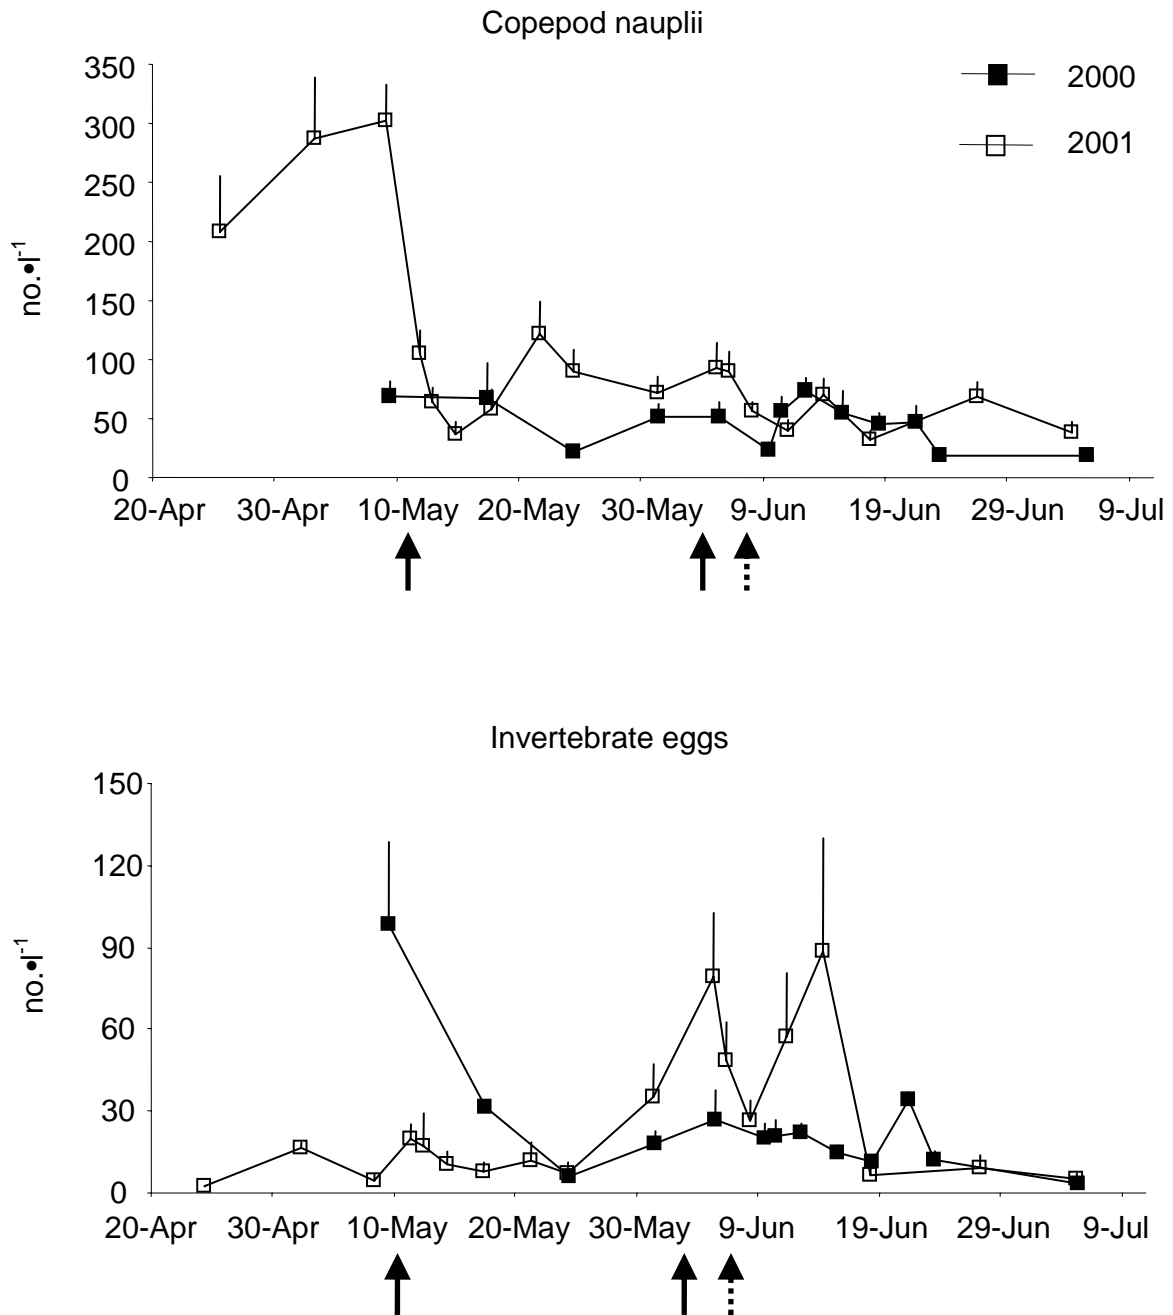 Copepod nauplii
350
300
250
200
150
100
50
0
no.•l-1
2000
2001
20-Apr 30-Apr 10-May 20-May 30-May 9-Jun 19-Jun 29-Jun 9-Jul
Invertebrate eggs
150
120
90
60
30
0
no.•l-1
20-Apr 30-Apr 10-May 20-May 30-May 9-Jun 19-Jun 29-Jun 9-Jul